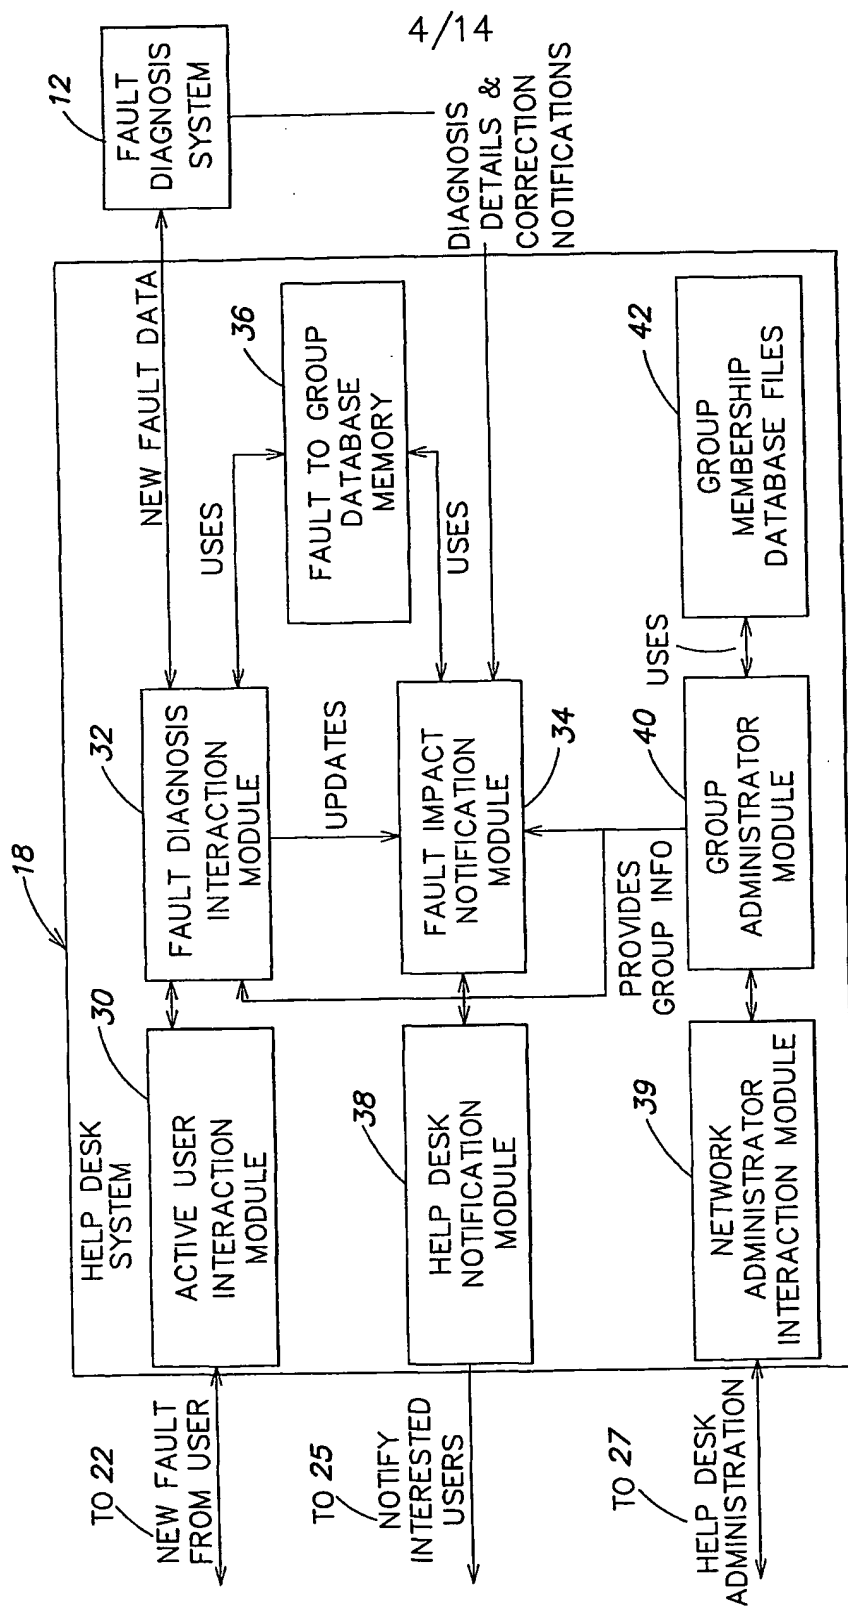 4/14
18
HELP DESK
SYSTEM
TO 22
NEW FAULT
FROM USER
30
ACTIVE USER
INTERACTION
MODULE
32
FAULT DIAGNOSIS
INTERACTION
MODULE
NEW FAULT DATA
12
FAULT
DIAGNOSIS
SYSTEM
USES
36
FAULT TO GROUP
DATABASE
MEMORY
UPDATES
USES
DIAGNOSIS
DETAILS &
CORRECTION
NOTIFICATIONS
TO 25
NOTIFY
INTERESTED
USERS
38
HELP DESK
NOTIFICATION
MODULE
FAULT IMPACT
NOTIFICATION
MODULE
34
PROVIDES
GROUP INFO
TO 27
HELP DESK
ADMINISTRATION
39
NETWORK
ADMINISTRATOR
INTERACTION MODULE
40
GROUP
ADMINISTRATOR
MODULE
USES
42
GROUP
MEMBERSHIP
DATABASE FILES